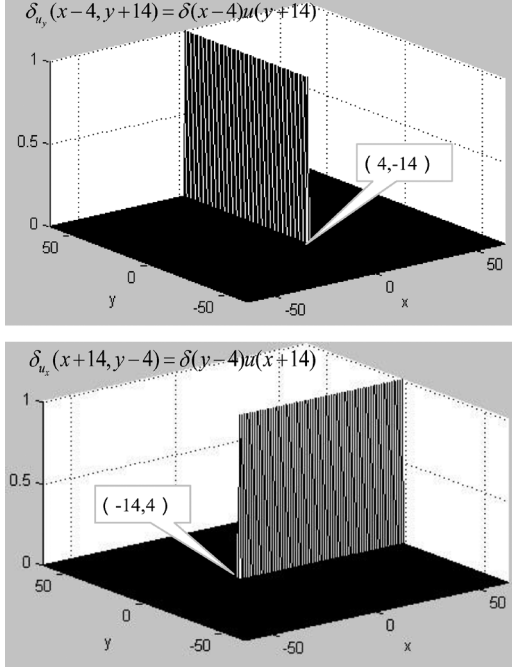 δ_{u_y}(x−4, y+14) = δ(x−4)u(y+14)
1
0.5
0
( 4,-14 )
50
0
-50
y
-50
0
50
x
δ_{u_x}(x+14, y−4) = δ(y−4)u(x+14)
1
0.5
0
( -14,4 )
50
0
-50
y
-50
0
50
x